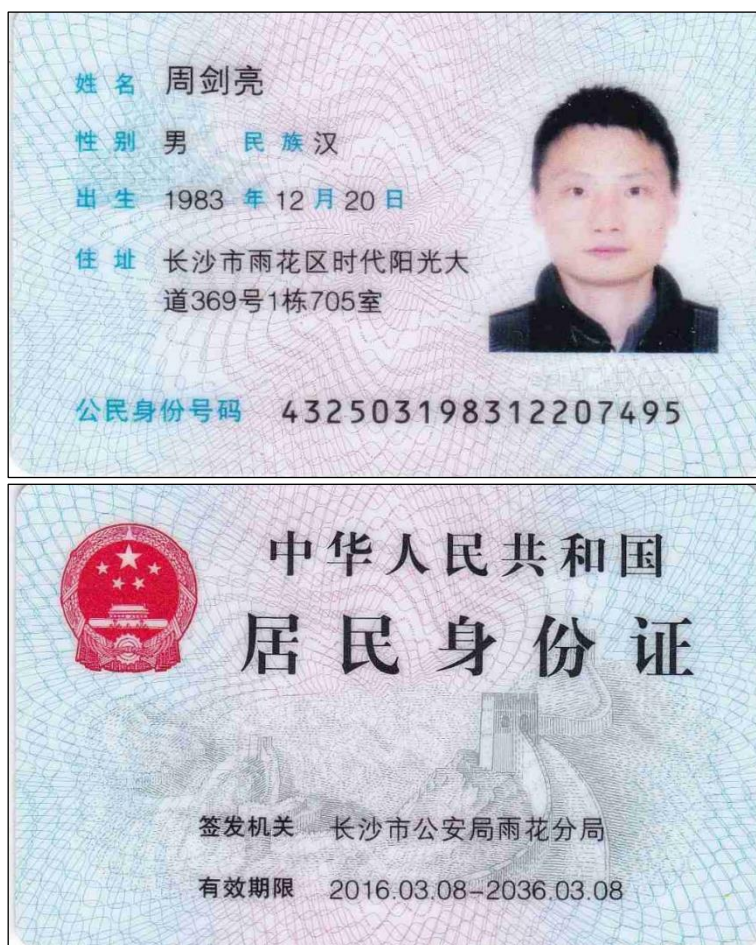 姓名 周剑亮
性别 男 民族 汉
出生 1983 年 12 月 20 日
住址 长沙市雨花区时代阳光大
道369号1栋705室
公民身份号码 432503198312207495
中华人民共和国
居民身份证
签发机关 长沙市公安局雨花分局
有效期限 2016.03.08-2036.03.08